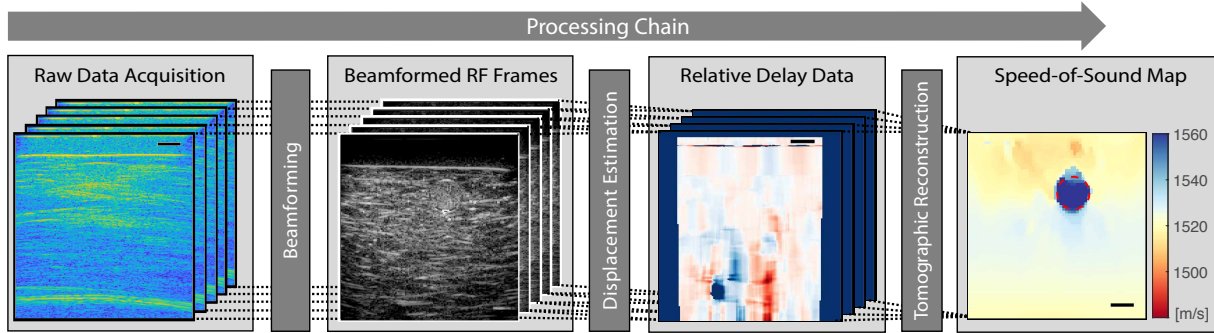 Processing Chain
Raw Data Acquisition
Beamforming
Beamformed RF Frames
Displacement Estimation
Relative Delay Data
Tomographic Reconstruction
Speed-of-Sound Map
1560
1540
1520
1500
[m/s]